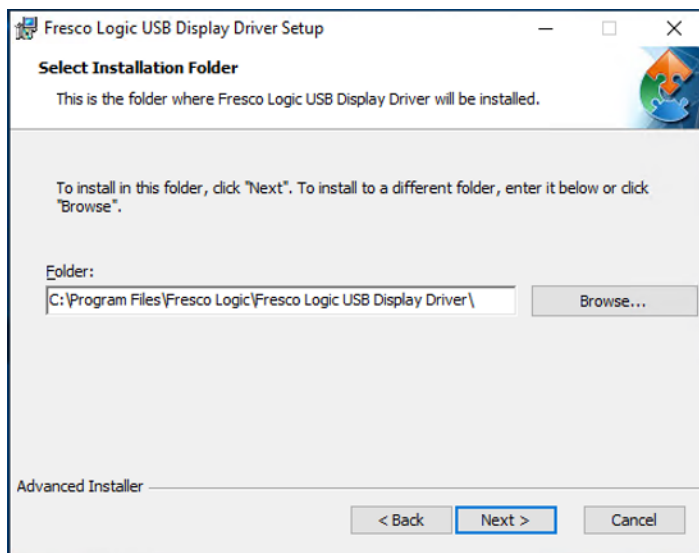 Fresco Logic USB Display Driver Setup
Select Installation Folder
This is the folder where Fresco Logic USB Display Driver will be installed.
To install in this folder, click "Next". To install to a different folder, enter it below or click
"Browse".
Folder:
C:\Program Files\Fresco Logic\Fresco Logic USB Display Driver\
Browse...
Advanced Installer
< Back
Next >
Cancel